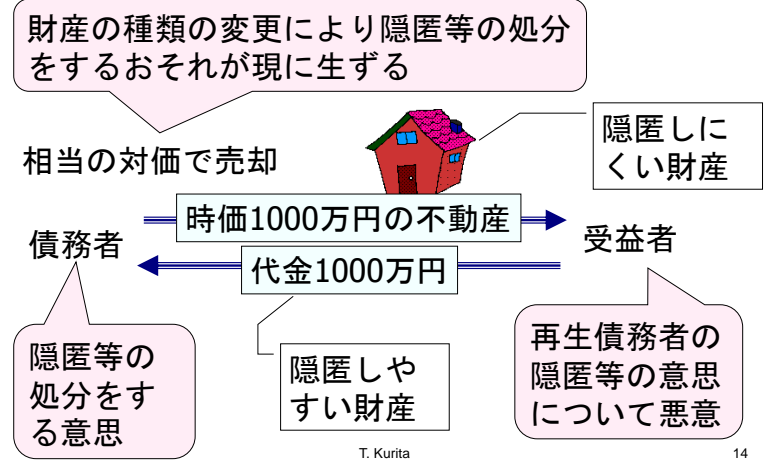 財産の種類の変更により隠匿等の処分
をするおそれが現に生ずる
相当の対価で売却
隠匿しに
くい財産
時価1000万円の不動産
債務者
受益者
代金1000万円
隠匿等の
処分をす
る意思
隠匿しや
すい財産
再生債務者の
隠匿等の意思
について悪意
T. Kurita
14